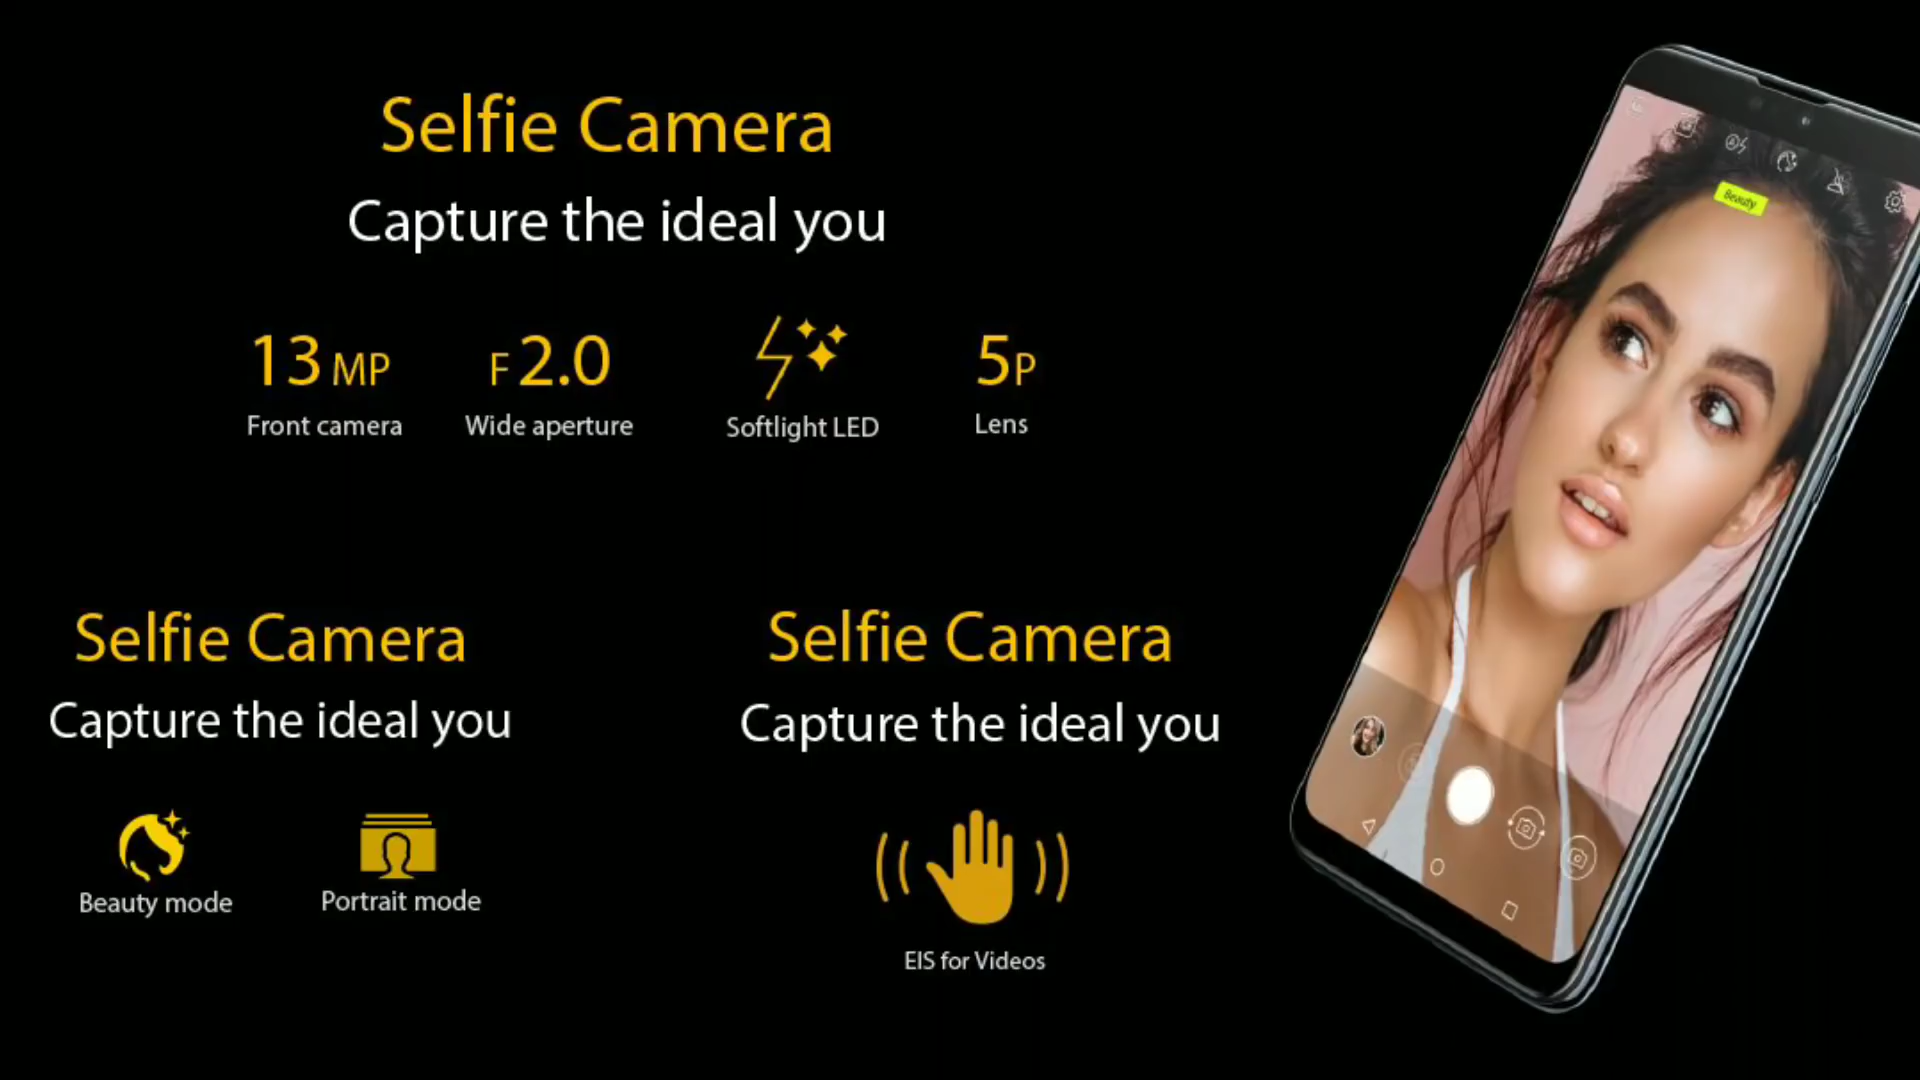 Selfie Camera
Capture the ideal you
13 MP
Front camera
F 2.0
Wide aperture
Softlight LED
5P
Lens
Selfie Camera
Capture the ideal you
Beauty mode
Portrait mode
Selfie Camera
Capture the ideal you
EIS for Videos
Beauty